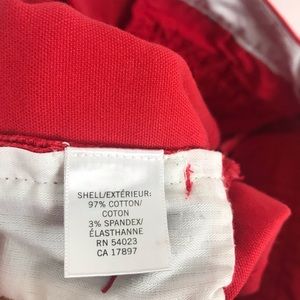 SHELL/EXTÉRIEUR:
97% COTTON/
COTON
3% SPANDEX/
ÉLASTHANNE
RN 54023
CA 17897